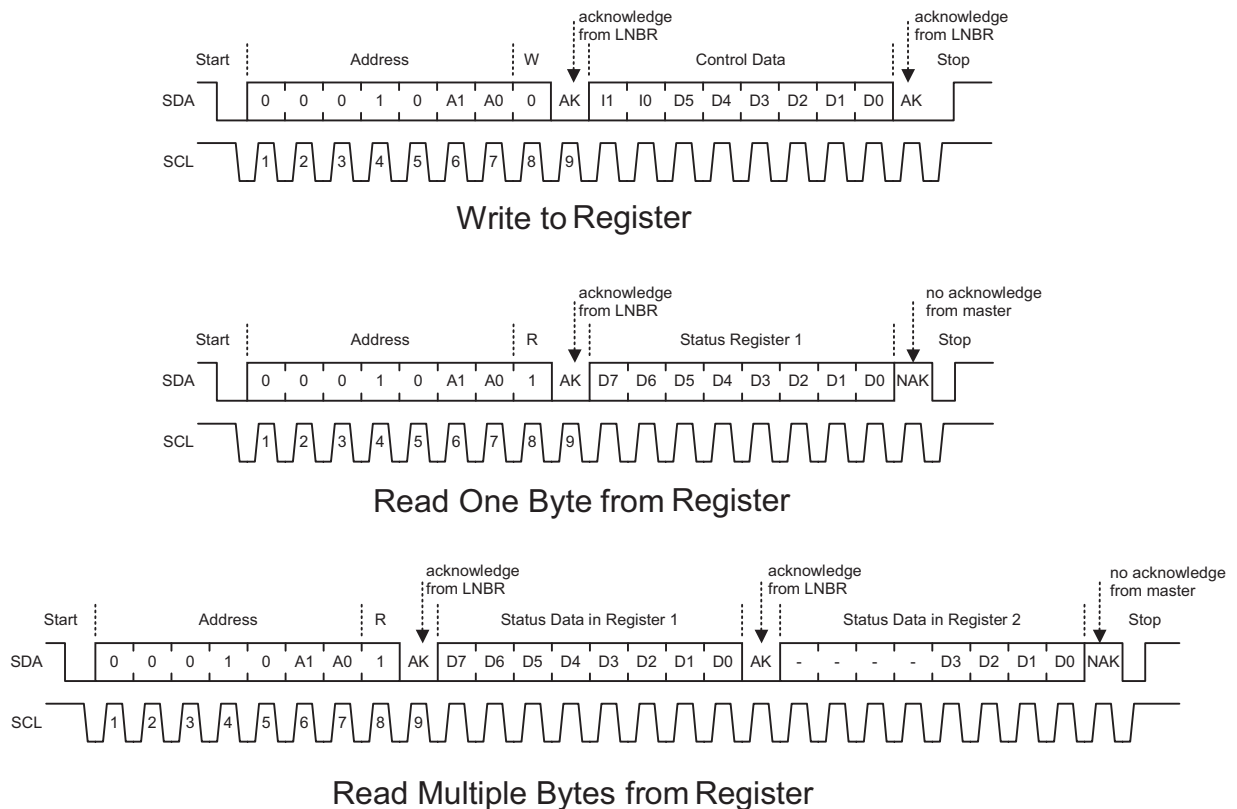 acknowledge acknowledge
from LNBR from LNBR
Start Address W Control Data Stop
SDA 0 0 0 1 0 A1 A0 0 AK I1 I0 D5 D4 D3 D2 D1 D0 AK
SCL 1 2 3 4 5 6 7 8 9
Write to Register
acknowledge no acknowledge
from LNBR from master
Start Address R Status Register 1 Stop
SDA 0 0 0 1 0 A1 A0 1 AK D7 D6 D5 D4 D3 D2 D1 D0 NAK
SCL 1 2 3 4 5 6 7 8 9
Read One Byte from Register
acknowledge acknowledge no acknowledge
from LNBR from LNBR from master
Start Address R Status Data in Register 1 Status Data in Register 2 Stop
SDA 0 0 0 1 0 A1 A0 1 AK D7 D6 D5 D4 D3 D2 D1 D0 AK - - - - D3 D2 D1 D0 NAK
SCL 1 2 3 4 5 6 7 8 9
Read Multiple Bytes from Register